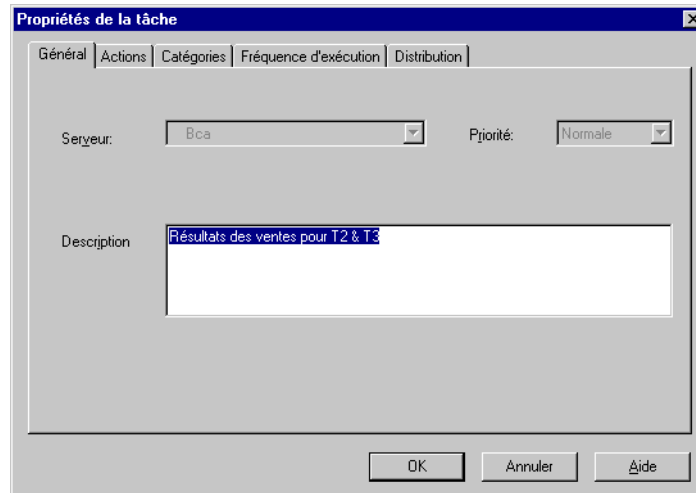 Propriétés de la tâche
Général Actions Catégories Fréquence d'exécution Distribution
Serveur: Bca Priorité: Normale
Description Résultats des ventes pour T2 & T3
OK Annuler Aide